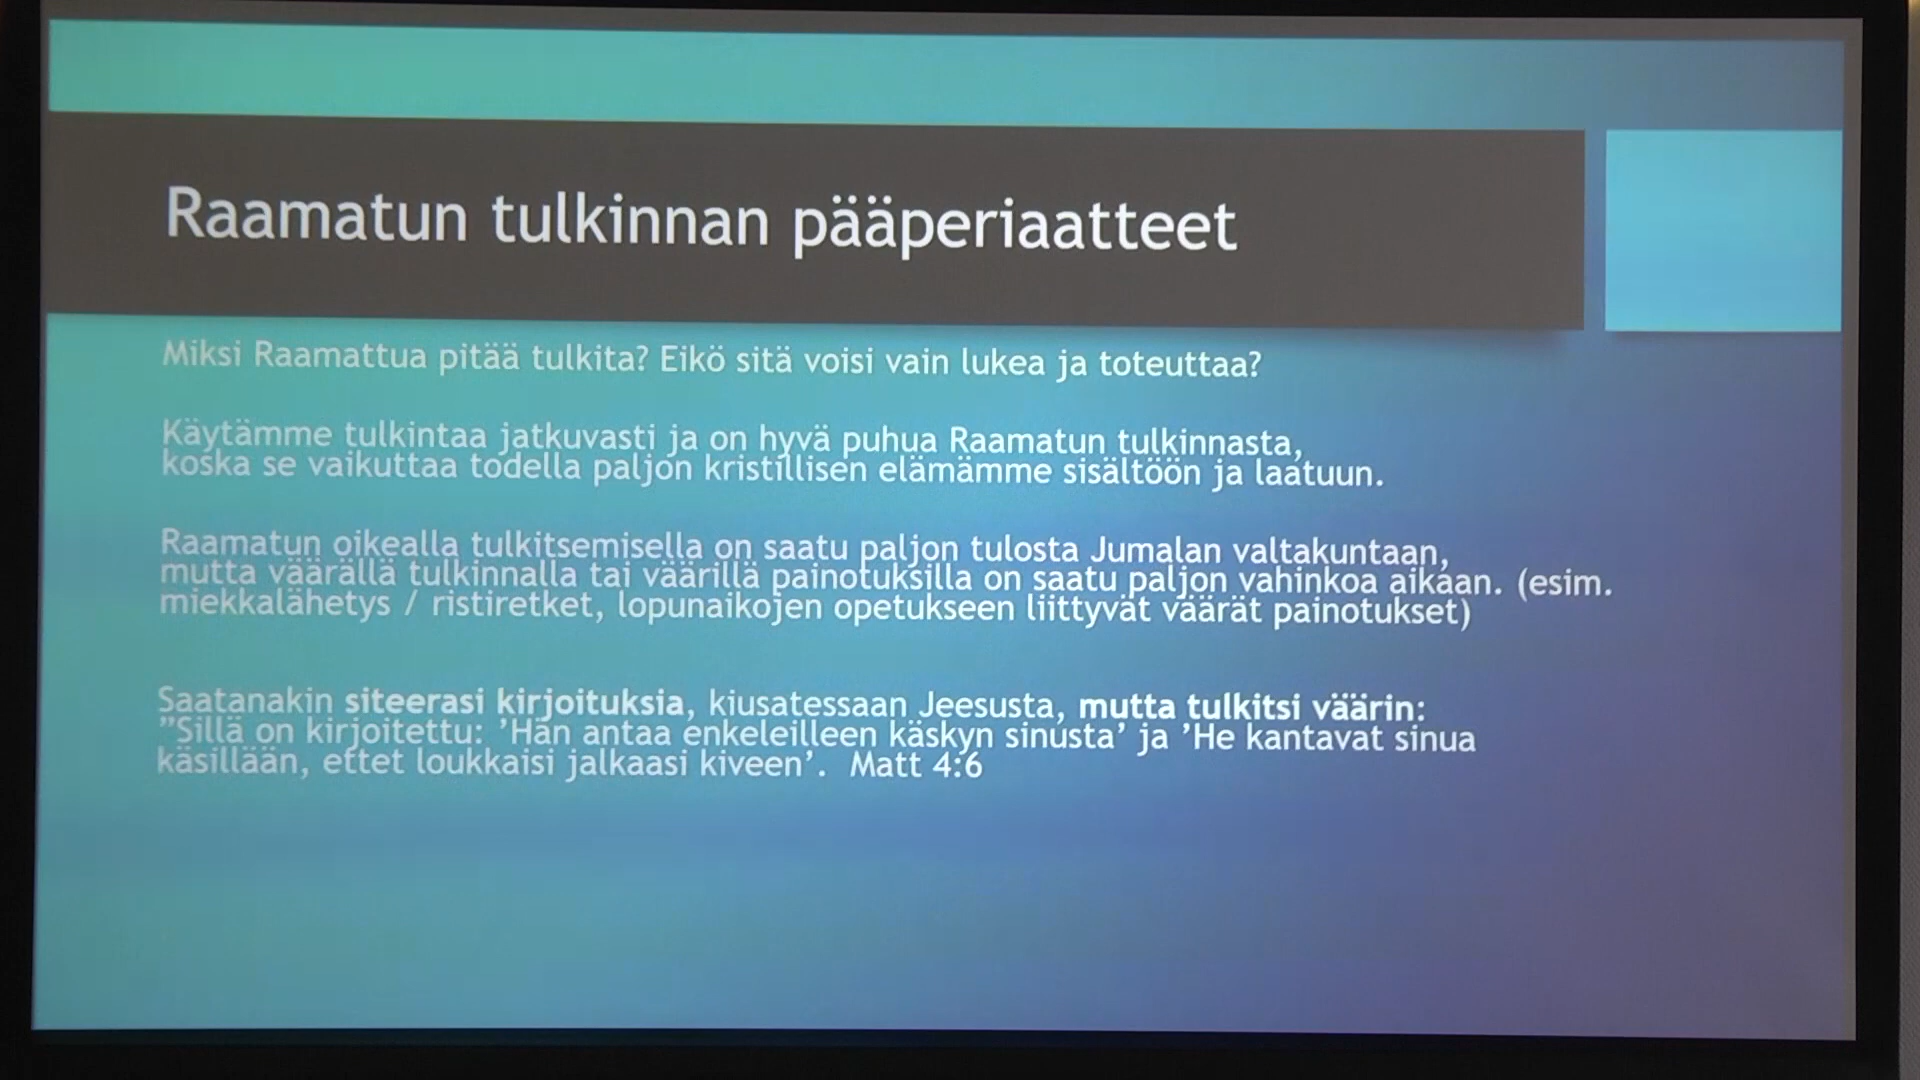 Raamatun tulkinnan pääperiaatteet
Miksi Raamattua pitää tulkita? Eikö sitä voisi vain lukea ja toteuttaa?
Käytämme tulkintaa jatkuvasti ja on hyvä puhua Raamatun tulkinnasta,
koska se vaikuttaa todella paljon kristillisen elämämme sisältöön ja laatuun.
Raamatun oikealla tulkitsemisella on saatu paljon tulosta Jumalan valtakuntaan,
mutta väärällä tulkinnalla tai väärillä painotuksilla on saatu paljon vahinkoa aikaan. (esim.
miekkalähetys / ristiretket, lopunaikojen opetukseen liittyvät väärät painotukset)
Saatanakin siteerasi kirjoituksia, kiusatessaan Jeesusta, mutta tulkitsi väärin:
”Sillä on kirjoitettu: ’Hän antaa enkeleilleen käskyn sinusta’ ja ’He kantavat sinua
käsillään, ettet loukkaisi jalkaasi kiveen’. Matt 4:6